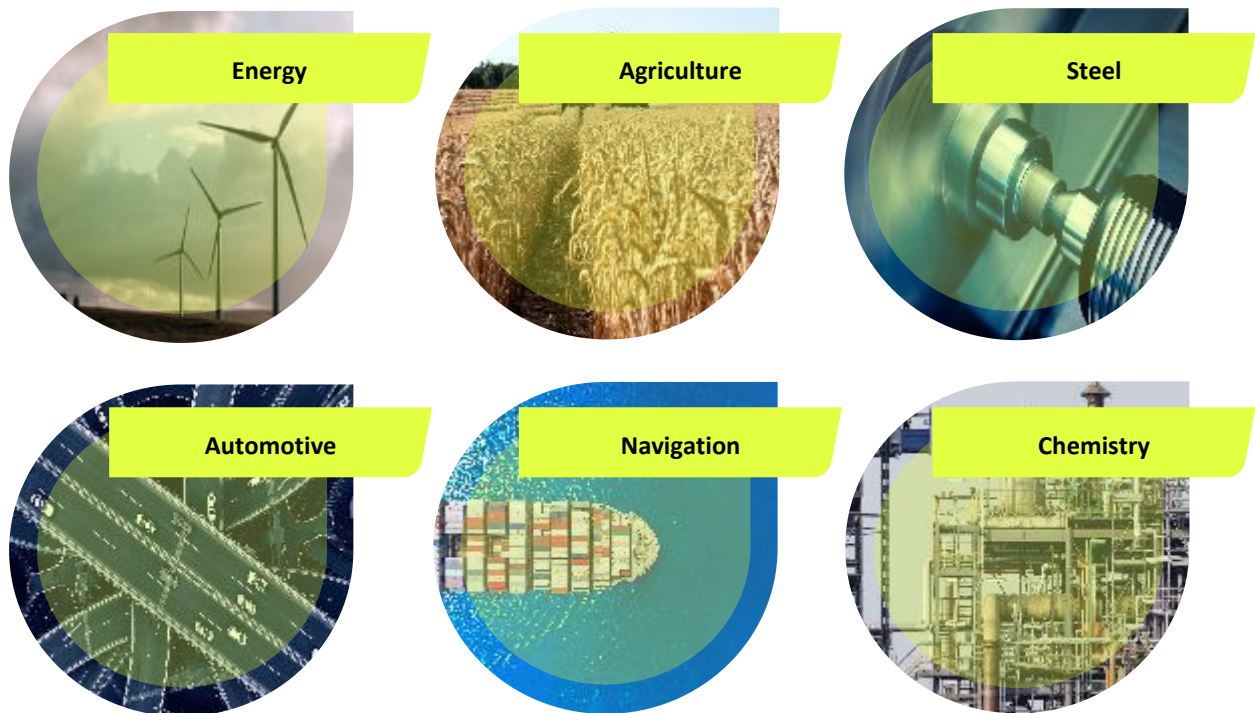 Energy
Agriculture
Steel
Automotive
Navigation
Chemistry